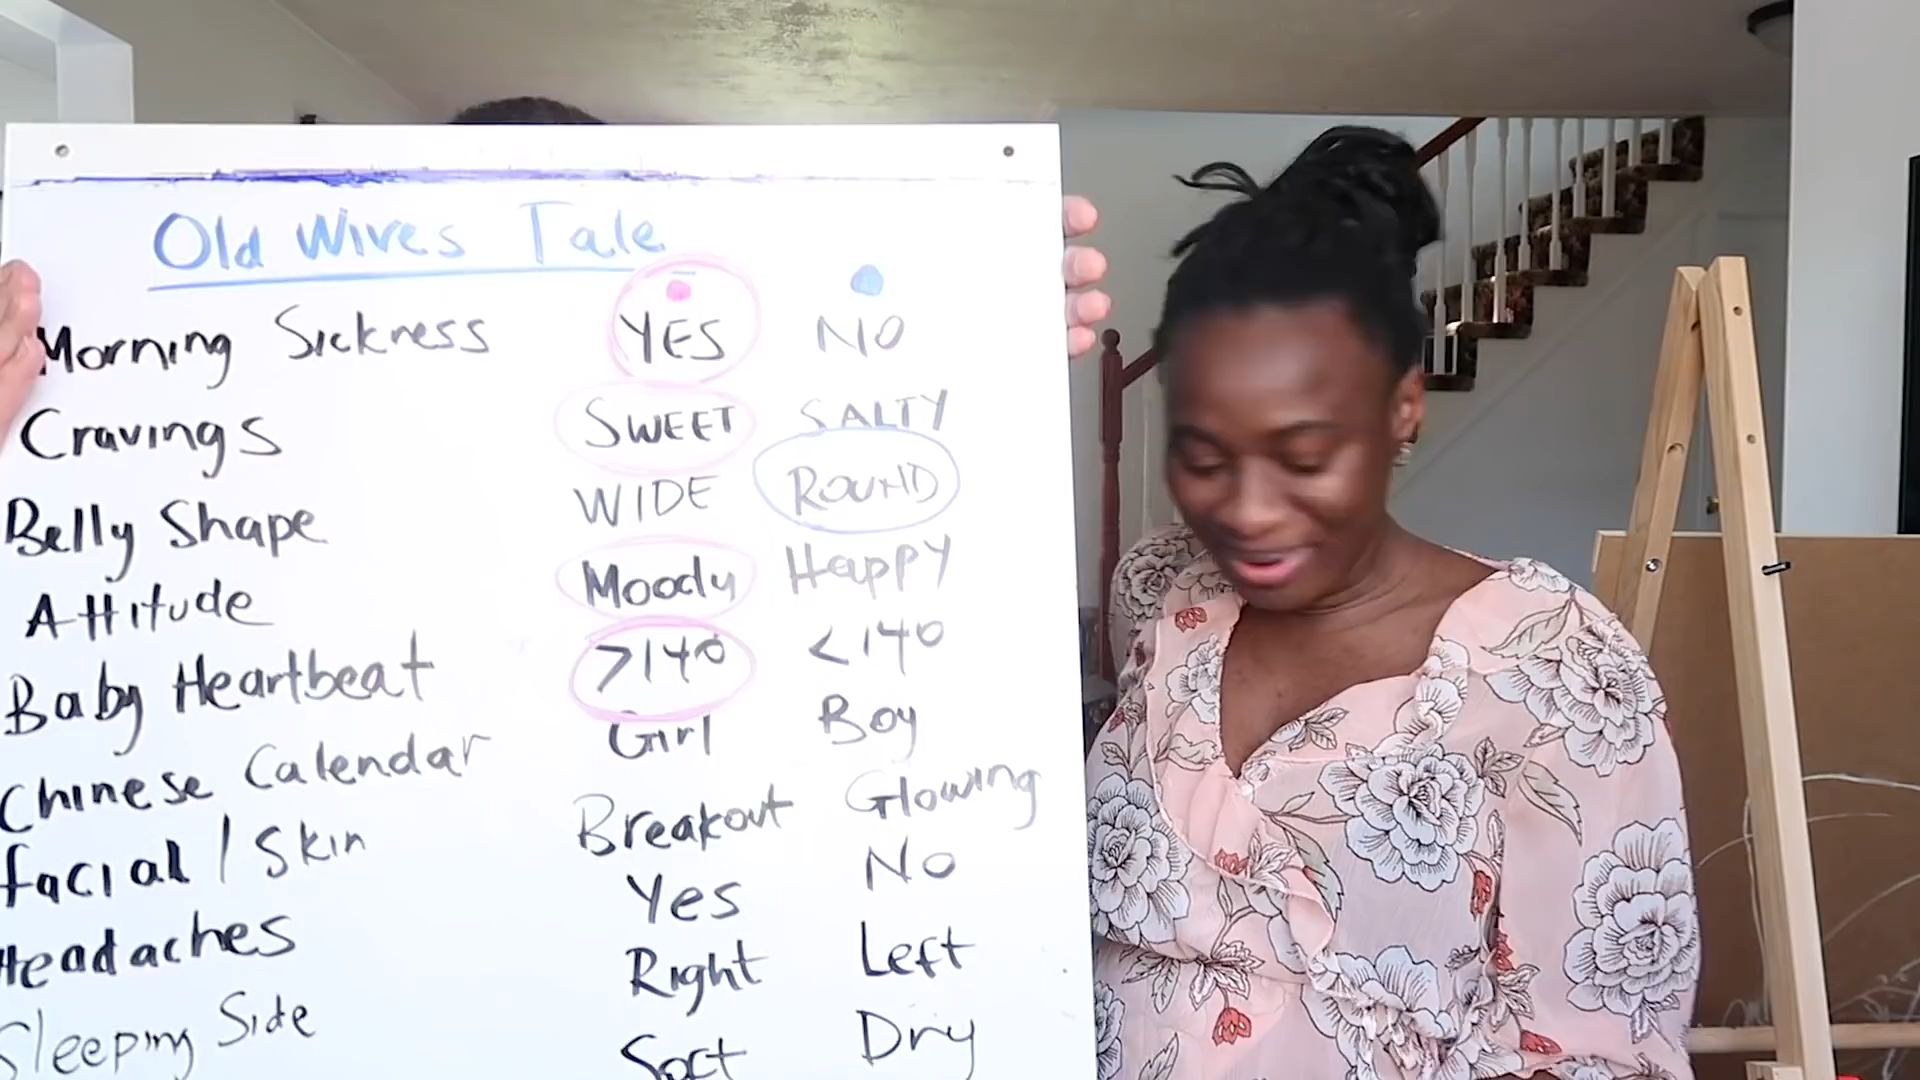 Old Wives Tale
Morning Sickness YES NO
Cravings SWEET SALTY
Belly Shape WIDE ROUND
Attitude Moody Happy
Baby Heartbeat >140 <140
Chinese Calendar Girl Boy
facial / Skin Breakout Glowing
Headaches Yes No
Sleeping Side Right Left
Soct Dry